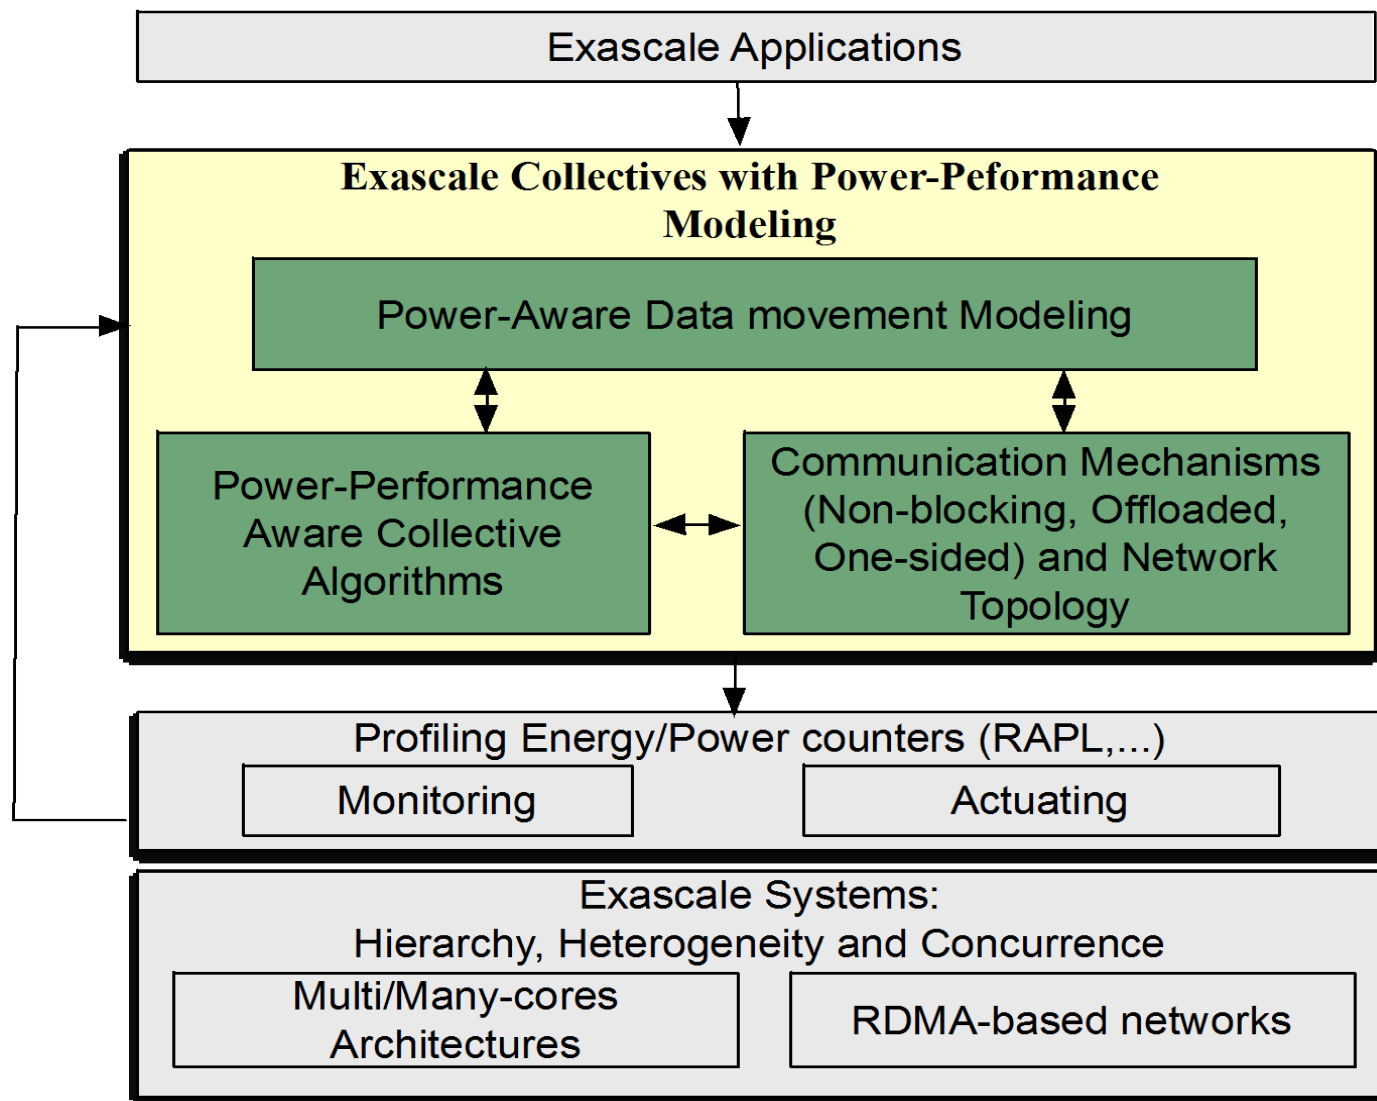 Exascale Applications
Exascale Collectives with Power-Peformance
Modeling
Power-Aware Data movement Modeling
Power-Performance
Aware Collective
Algorithms
Communication Mechanisms
(Non-blocking, Offloaded,
One-sided) and Network
Topology
Profiling Energy/Power counters (RAPL,...)
Monitoring
Actuating
Exascale Systems:
Hierarchy, Heterogeneity and Concurrence
Multi/Many-cores
Architectures
RDMA-based networks